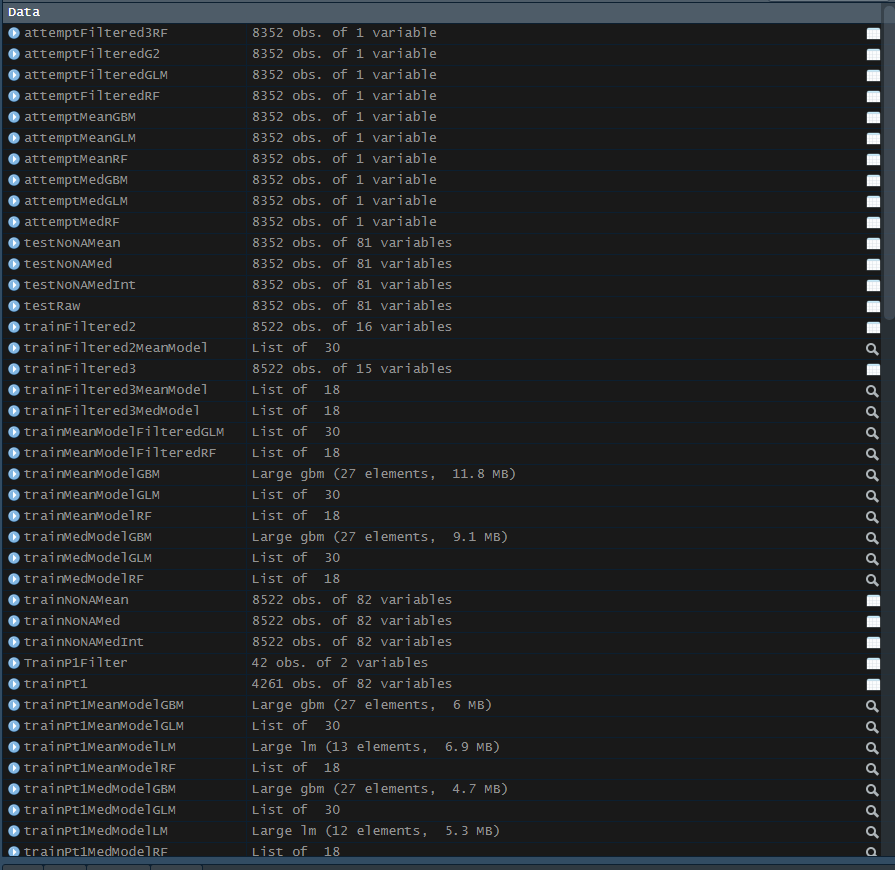 Data
attemptFiltered3RF 8352 obs. of 1 variable
attemptFilteredG2 8352 obs. of 1 variable
attemptFilteredGLM 8352 obs. of 1 variable
attemptFilteredRF 8352 obs. of 1 variable
attemptMeanGBM 8352 obs. of 1 variable
attemptMeanGLM 8352 obs. of 1 variable
attemptMeanRF 8352 obs. of 1 variable
attemptMedGBM 8352 obs. of 1 variable
attemptMedGLM 8352 obs. of 1 variable
attemptMedRF 8352 obs. of 1 variable
testNoNAMean 8352 obs. of 81 variables
testNoNAMed 8352 obs. of 81 variables
testNoNAMedInt 8352 obs. of 81 variables
testRaw 8352 obs. of 81 variables
trainFiltered2 8522 obs. of 16 variables
trainFiltered2MeanModel List of 30
trainFiltered3 8522 obs. of 15 variables
trainFiltered3MeanModel List of 18
trainFiltered3MedModel List of 18
trainMeanModelFilteredGLM List of 30
trainMeanModelFilteredRF List of 18
trainMeanModelGBM Large gbm (27 elements, 11.8 MB)
trainMeanModelGLM List of 30
trainMeanModelRF List of 18
trainMedModelGBM Large gbm (27 elements, 9.1 MB)
trainMedModelGLM List of 30
trainMedModelRF List of 18
trainNoNAMean 8522 obs. of 82 variables
trainNoNAMed 8522 obs. of 82 variables
trainNoNAMedInt 8522 obs. of 82 variables
TrainP1Filter 42 obs. of 2 variables
trainPt1 4261 obs. of 82 variables
trainPt1MeanModelGBM Large gbm (27 elements, 6 MB)
trainPt1MeanModelGLM List of 30
trainPt1MeanModelLM Large lm (13 elements, 6.9 MB)
trainPt1MeanModelRF List of 18
trainPt1MedModelGBM Large gbm (27 elements, 4.7 MB)
trainPt1MedModelGLM List of 30
trainPt1MedModelLM Large lm (12 elements, 5.3 MB)
trainPt1MedModelRF List of 18